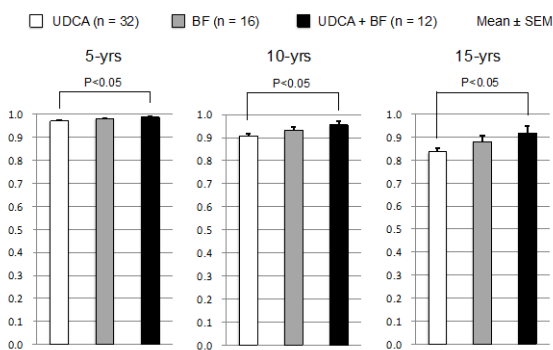 UDCA (n = 32) BF (n = 16) UDCA + BF (n = 12) Mean ± SEM
5-yrs 10-yrs 15-yrs
P<0.05 P<0.05 P<0.05
1.0 1.0 1.0
0.9 0.9 0.9
0.8 0.8 0.8
0.7 0.7 0.7
0.6 0.6 0.6
0.5 0.5 0.5
0.4 0.4 0.4
0.3 0.3 0.3
0.2 0.2 0.2
0.1 0.1 0.1
0.0 0.0 0.0